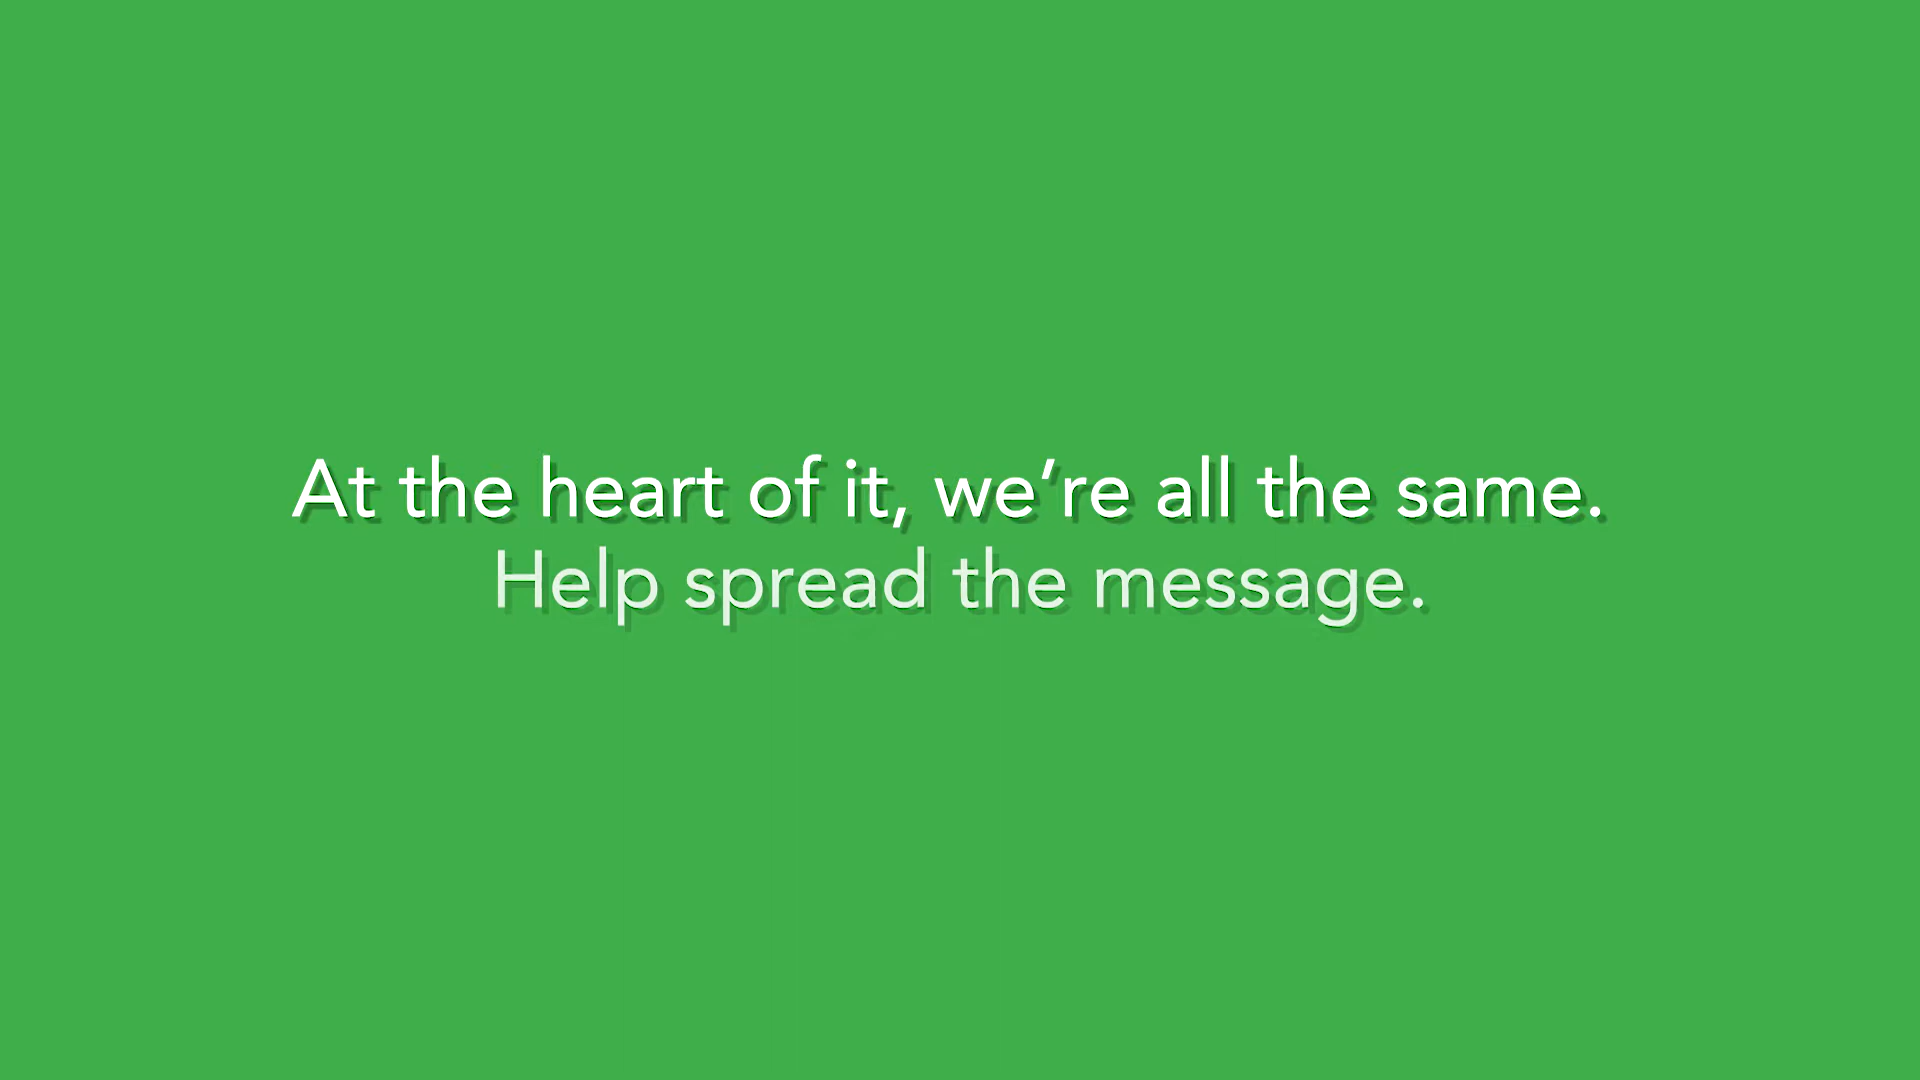 At the heart of it, we’re all the same.
Help spread the message.